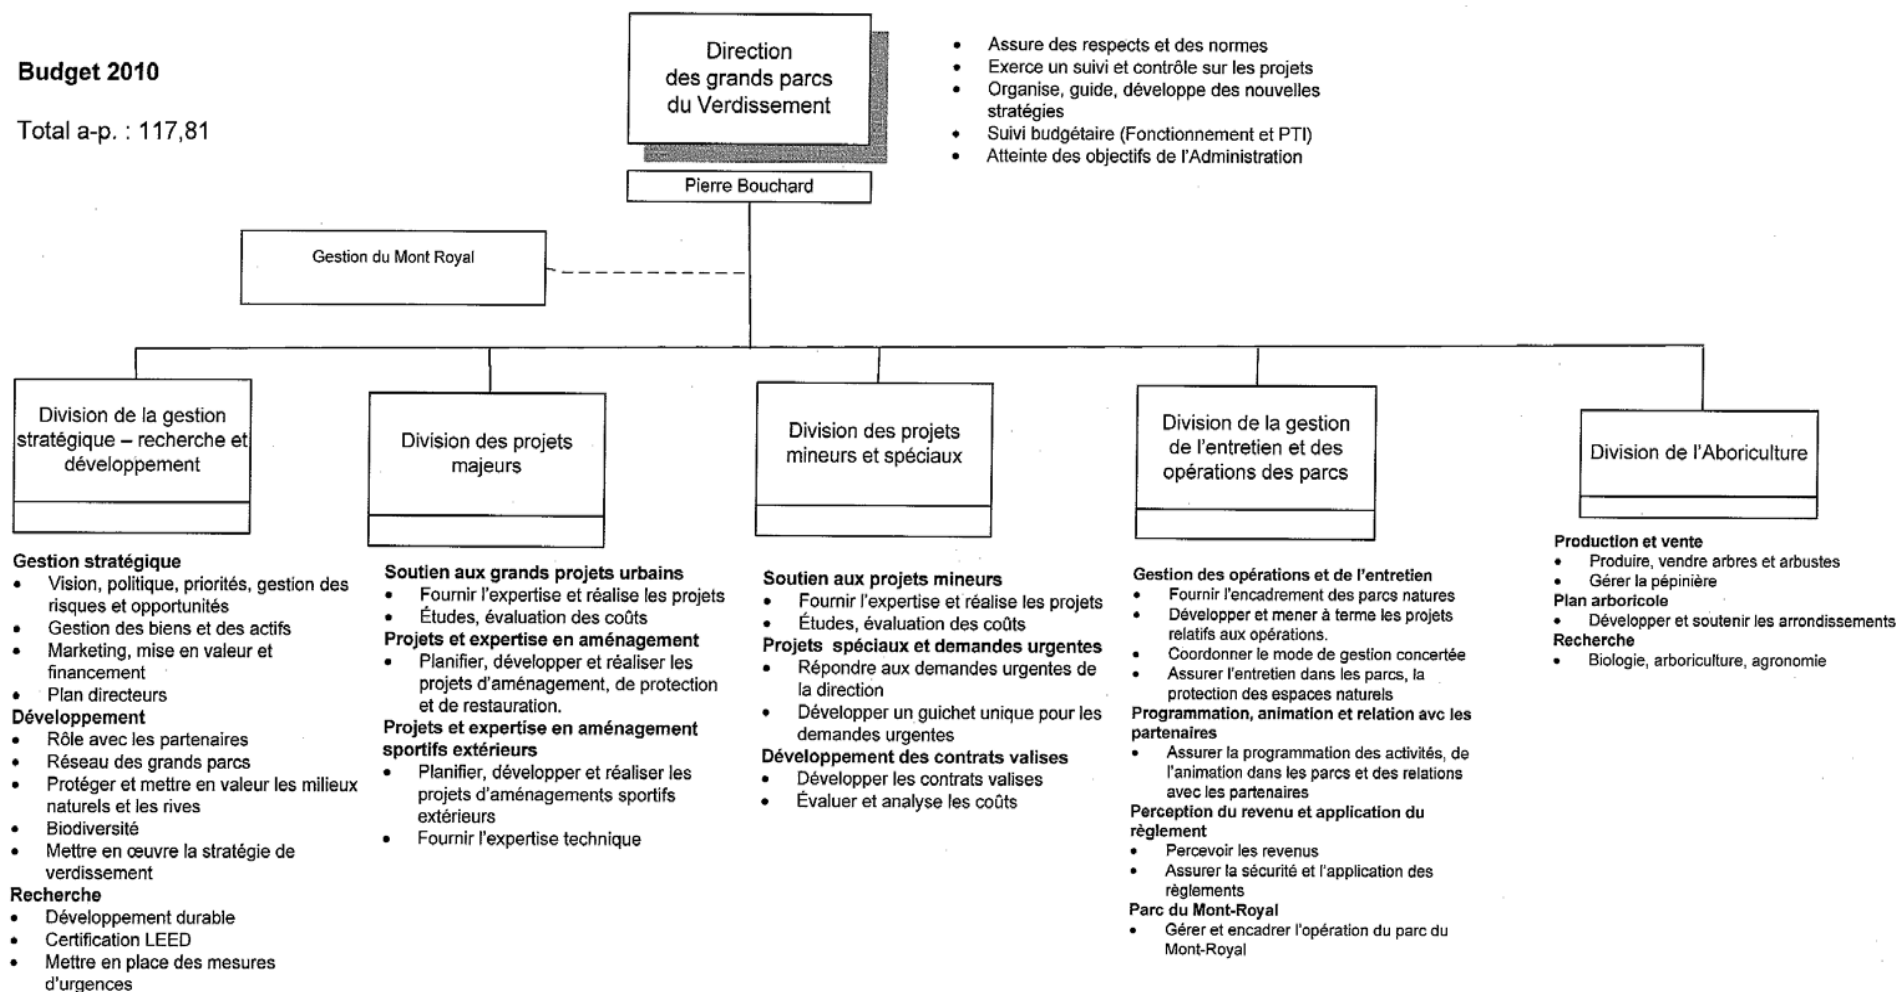 Budget 2010
Total a-p. : 117,81
Direction
des grands parcs
du Verdissement
Pierre Bouchard
• Assure des respects et des normes
• Exerce un suivi et contrôle sur les projets
• Organise, guide, développe des nouvelles
stratégies
• Suivi budgétaire (Fonctionnement et PTI)
• Atteinte des objectifs de l'Administration
Gestion du Mont Royal
Division de la gestion
stratégique – recherche et
développement
Gestion stratégique
• Vision, politique, priorités, gestion des
risques et opportunités
• Gestion des biens et des actifs
• Marketing, mise en valeur et
financement
• Plan directeurs
Développement
• Rôle avec les partenaires
• Réseau des grands parcs
• Protéger et mettre en valeur les milieux
naturels et les rives
• Biodiversité
• Mettre en œuvre la stratégie de
verdissement
Recherche
• Développement durable
• Certification LEED
• Mettre en place des mesures
d'urgences
Division des projets
majeurs
Soutien aux grands projets urbains
• Fournir l'expertise et réalise les projets
• Études, évaluation des coûts
Projets et expertise en aménagement
• Planifier, développer et réaliser les
projets d'aménagement, de protection
et de restauration.
Projets et expertise en aménagement
sportifs extérieurs
• Planifier, développer et réaliser les
projets d'aménagements sportifs
extérieurs
• Fournir l'expertise technique
Division des projets
mineurs et spéciaux
Soutien aux projets mineurs
• Fournir l'expertise et réalise les projets
• Études, évaluation des coûts
Projets spéciaux et demandes urgentes
• Répondre aux demandes urgentes de
la direction
• Développer un guichet unique pour les
demandes urgentes
Développement des contrats valises
• Développer les contrats valises
• Évaluer et analyse les coûts
Division de la gestion
de l'entretien et des
opérations des parcs
Gestion des opérations et de l'entretien
• Fournir l'encadrement des parcs natures
• Développer et mener à terme les projets
relatifs aux opérations.
• Coordonner le mode de gestion concertée
• Assurer l'entretien dans les parcs, la
protection des espaces naturels
Programmation, animation et relation avc les
partenaires
• Assurer la programmation des activités, de
l'animation dans les parcs et des relations
avec les partenaires
Perception du revenu et application du
règlement
• Percevoir les revenus
• Assurer la sécurité et l'application des
règlements
Parc du Mont-Royal
• Gérer et encadrer l'opération du parc du
Mont-Royal
Division de l'Aboriculture
Production et vente
• Produire, vendre arbres et arbustes
• Gérer la pépinière
Plan arboricole
• Développer et soutenir les arrondissements
Recherche
• Biologie, arboriculture, agronomie